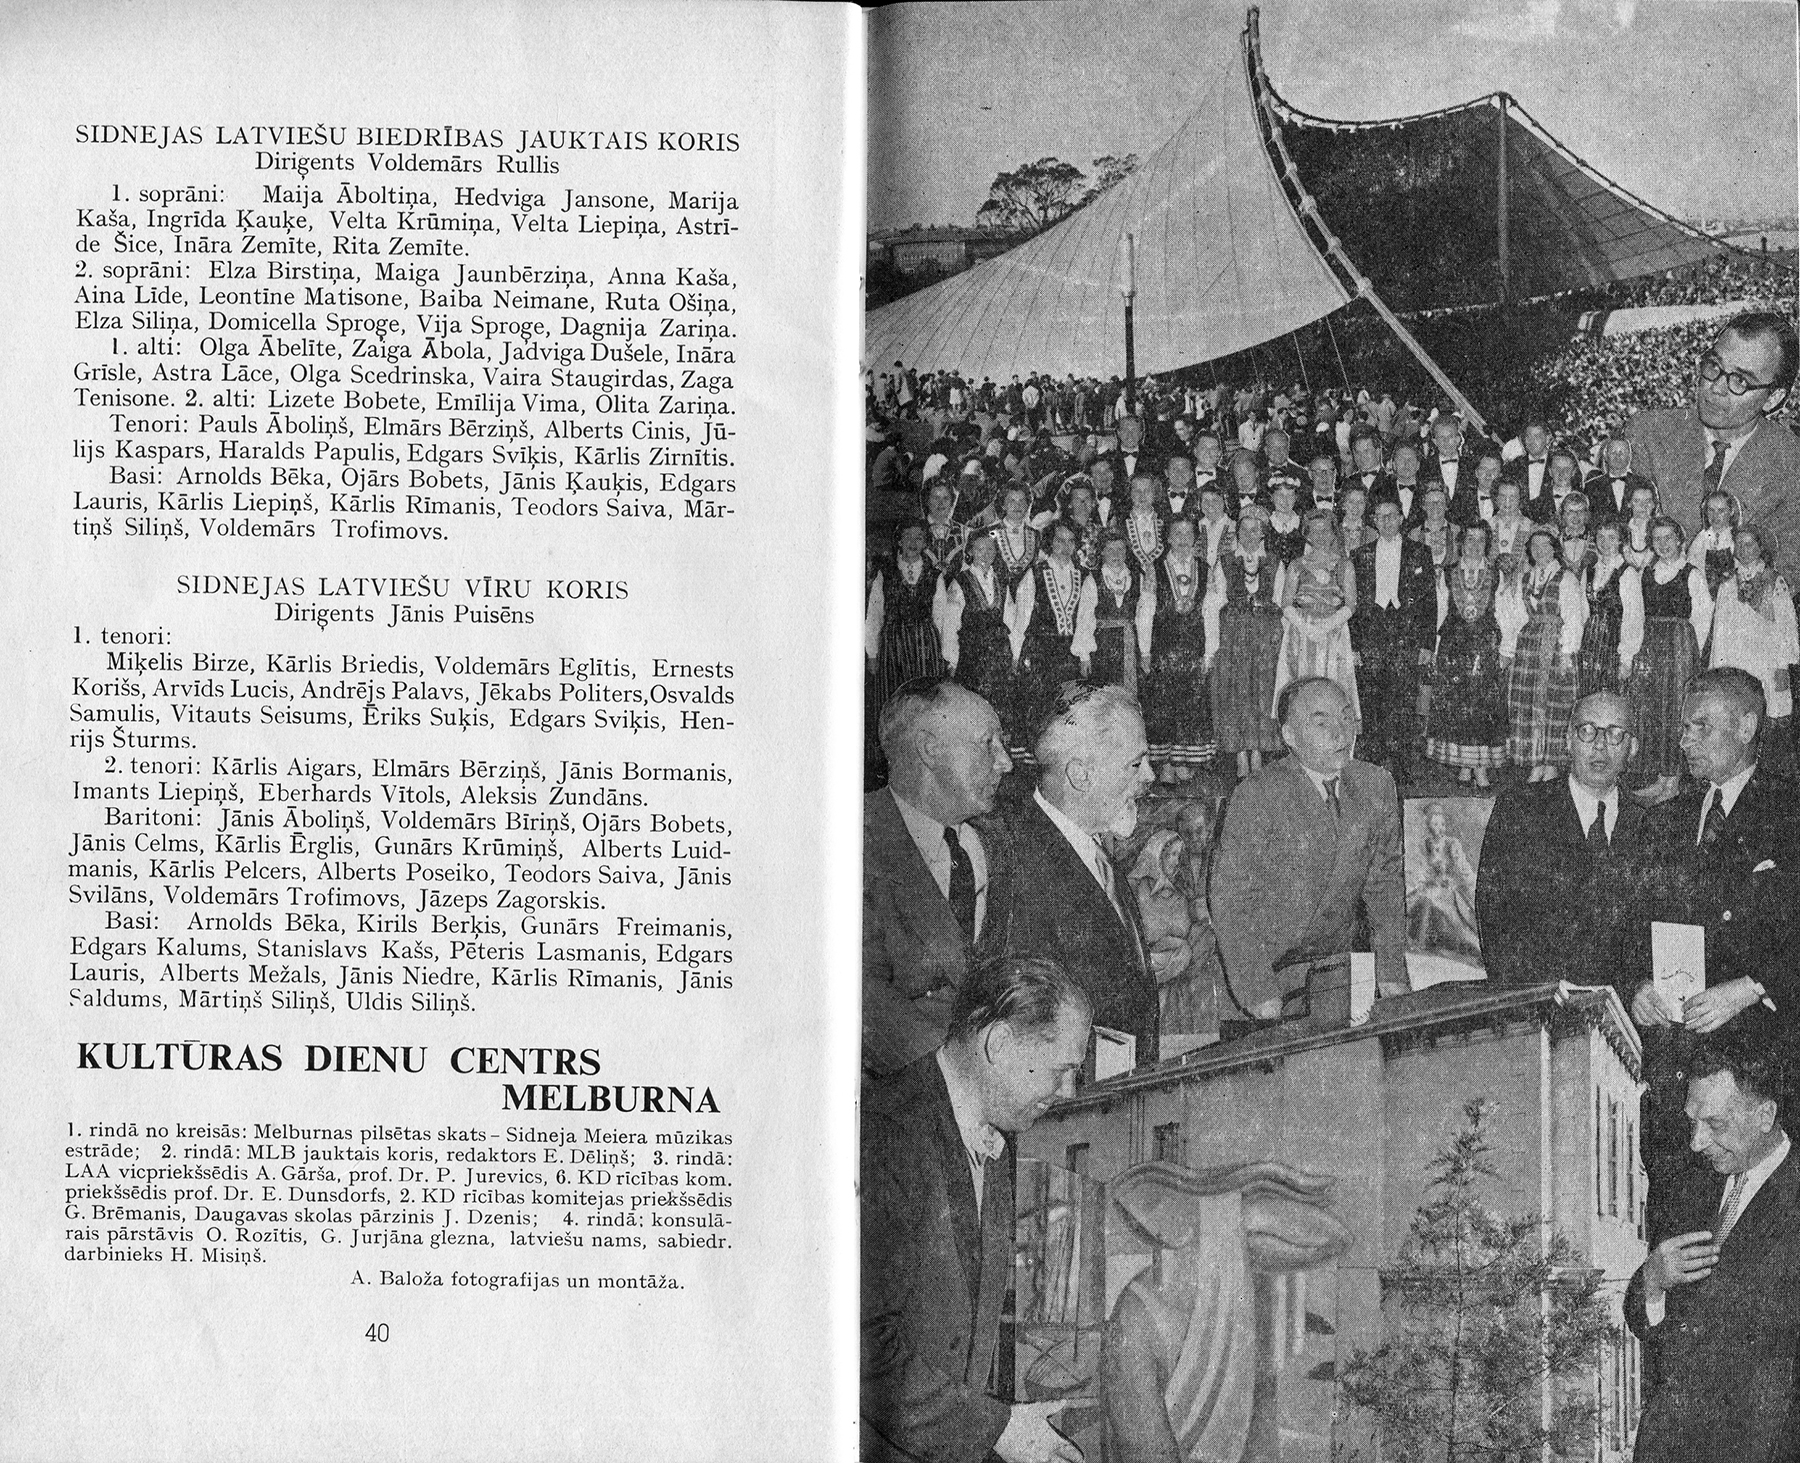 SIDNEJAS LATVIEŠU BIEDRĪBAS JAUKTAIS KORIS
Diriģents Voldemārs Rullis
1. soprāni: Maija Āboltiņa, Hedviga Jansone, Marija
Kaša, Ingrīda Ķauķe, Velta Krūmiņa, Velta Liepiņa, Astrī-
de Šice, Ināra Zemīte, Rita Zemīte.
2. soprāni: Elza Birstiņa, Maiga Jaunbērziņa, Anna Kaša,
Aina Līde, Leontīne Matisone, Baiba Neimane, Ruta Ošiņa,
Elza Siliņa, Domicella Sproģe, Vija Sproģe, Dagnija Zariņa.
1. alti: Olga Ābelīte, Zaiga Ābola, Jadviga Dušele, Ināra
Grīsle, Astra Lāce, Olga Scedrinska, Vaira Staugirdas, Zaga
Tenisone. 2. alti: Lizete Bobete, Emīlija Vima, Olita Zariņa.
Tenori: Pauls Āboliņš, Elmārs Bērziņš, Alberts Cinis, Jū-
lijs Kaspars, Haralds Papulis, Edgars Svīķis, Kārlis Zirnītis.
Basi: Arnolds Bēka, Ojārs Bobets, Jānis Ķauķis, Edgars
Lauris, Kārlis Liepiņš, Kārlis Rīmanis, Teodors Saiva, Mār-
tiņš Siliņš, Voldemārs Trofimovs.
SIDNEJAS LATVIEŠU VĪRU KORIS
Diriģents Jānis Puisēns
1. tenori:
Miķelis Birze, Kārlis Briedis, Voldemārs Eglītis, Ernests
Korišs, Arvīds Lucis, Andrējs Palavs, Jēkabs Politers,Osvalds
Samulis, Vitauts Seisums, Ēriks Suķis, Edgars Sviķis, Hen-
rijs Šturms.
2. tenori: Kārlis Aigars, Elmārs Bērziņš, Jānis Bormanis,
Imants Liepiņš, Eberhards Vītols, Aleksis Zundāns.
Baritoni: Jānis Āboliņš, Voldemārs Bīriņš, Ojārs Bobets,
Jānis Celms, Kārlis Ērglis, Gunārs Krūmiņš, Alberts Luid-
manis, Kārlis Pelcers, Alberts Poseiko, Teodors Saiva, Jānis
Svilāns, Voldemārs Trofimovs, Jāzeps Zagorskis.
Basi: Arnolds Bēka, Kirils Berķis, Gunārs Freimanis,
Edgars Kalums, Stanislavs Kašs, Pēteris Lasmanis, Edgars
Lauris, Alberts Mežals, Jānis Niedre, Kārlis Rīmanis, Jānis
Saldums, Mārtiņš Siliņš, Uldis Siliņš.
KULTŪRAS DIENU CENTRS
MELBURNA
1. rindā no kreisās: Melburnas pilsētas skats – Sidneja Meiera mūzikas
estrāde; 2. rindā: MLB jauktais koris, redaktors E. Dēliņš; 3. rindā:
LAA vicpriekšsēdis A. Gārša, prof. Dr. P. Jurevics, 6. KD rīcības kom.
priekšsēdis prof. Dr. E. Dunsdorfs, 2. KD rīcības komitejas priekšsēdis
G. Brēmanis, Daugavas skolas pārzinis J. Dzenis; 4. rindā: konsulā-
rais pārstāvis O. Rozītis, G. Jurjāna glezna, latviešu nams, sabiedr.
darbinieks H. Misiņš.
A. Baloža fotografijas un montāža.
40